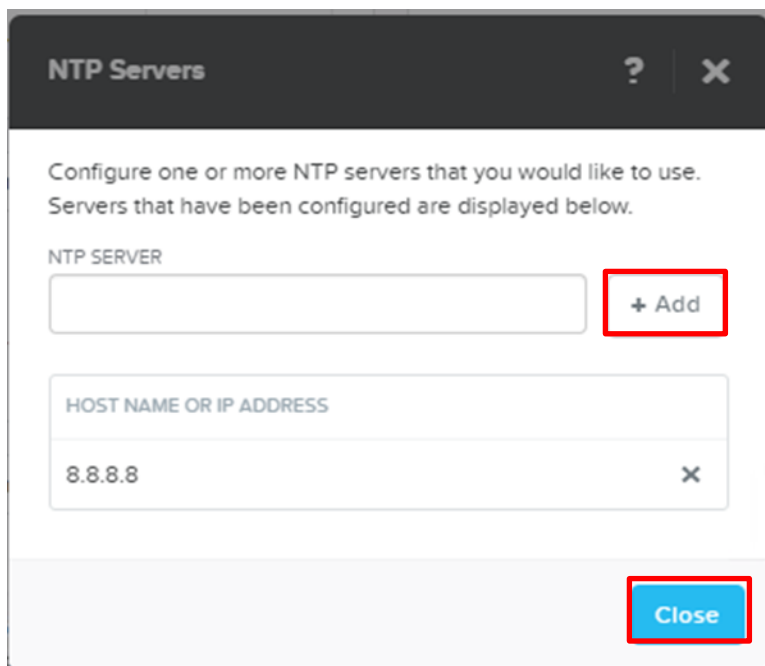 NTP Servers
?
Configure one or more NTP servers that you would like to use.
Servers that have been configured are displayed below.
NTP SERVER
+ Add
HOST NAME OR IP ADDRESS
8.8.8.8
Close